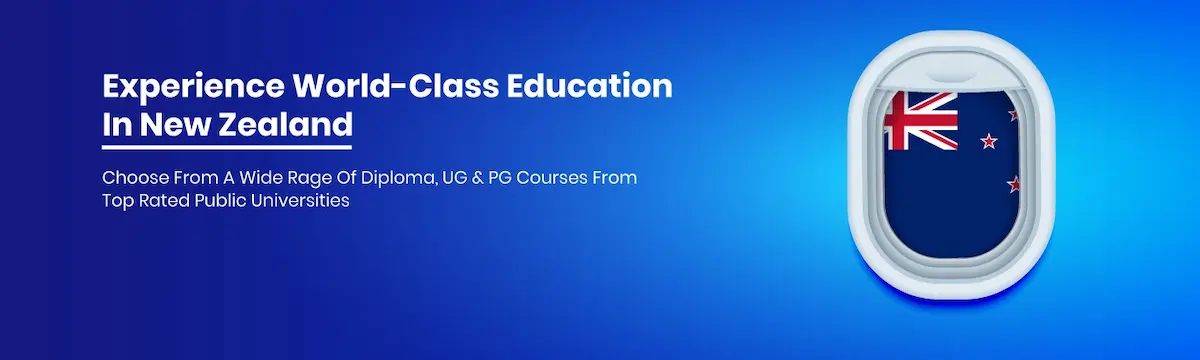 Experience World-Class Education
In New Zealand
Choose From A Wide Rage Of Diploma, UG & PG Courses From
Top Rated Public Universities